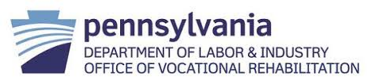 pennsylvania
DEPARTMENT OF LABOR & INDUSTRY
OFFICE OF VOCATIONAL REHABILITATION